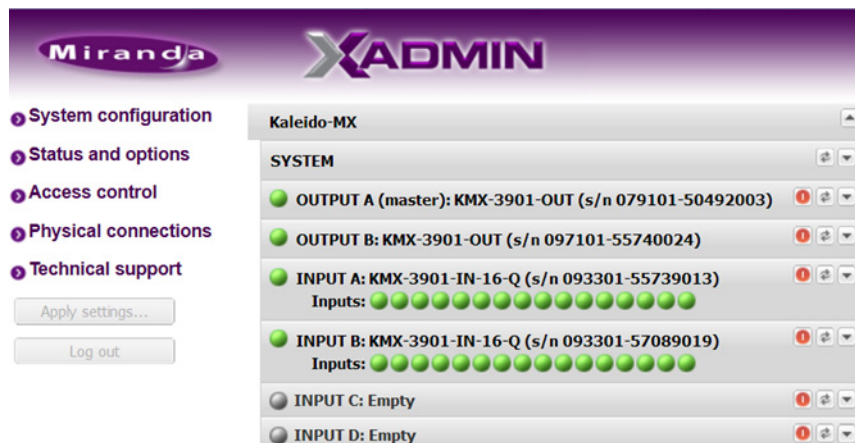 Miranda
XADMIN
System configuration
Status and options
Access control
Physical connections
Technical support
Apply settings...
Log out
Kaleido-MX
SYSTEM
OUTPUT A (master): KMX-3901-OUT (s/n 079101-50492003)
OUTPUT B: KMX-3901-OUT (s/n 097101-55740024)
INPUT A: KMX-3901-IN-16-Q (s/n 093301-55739013)
Inputs:
INPUT B: KMX-3901-IN-16-Q (s/n 093301-57089019)
Inputs:
INPUT C: Empty
INPUT D: Empty